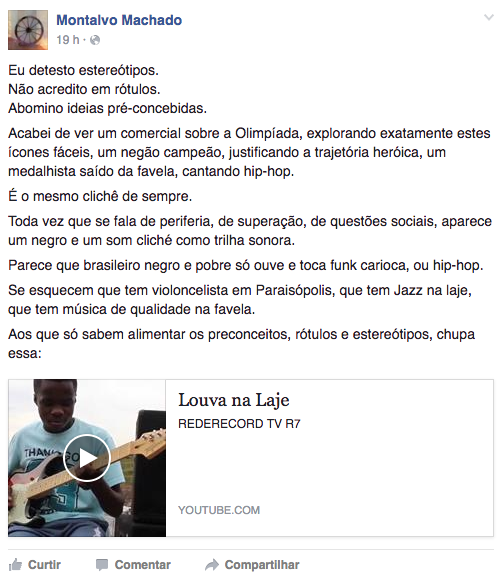 Montalvo Machado
19 h ·
Eu detesto estereótipos.
Não acredito em rótulos.
Abomino ideias pré-concebidas.
Acabei de ver um comercial sobre a Olimpíada, explorando exatamente estes
ícones fáceis, um negão campeão, justificando a trajetória heróica, um
medalhista saído da favela, cantando hip-hop.
É o mesmo clichê de sempre.
Toda vez que se fala de periferia, de superação, de questões sociais, aparece
um negro e um som cliché como trilha sonora.
Parece que brasileiro negro e pobre só ouve e toca funk carioca, ou hip-hop.
Se esquecem que tem violoncelista em Paraisópolis, que tem Jazz na laje,
que tem música de qualidade na favela.
Aos que só sabem alimentar os preconceitos, rótulos e estereótipos, chupa
essa:
Louva na Laje
REDERECORD TV R7
YOUTUBE.COM
Curtir Comentar Compartilhar